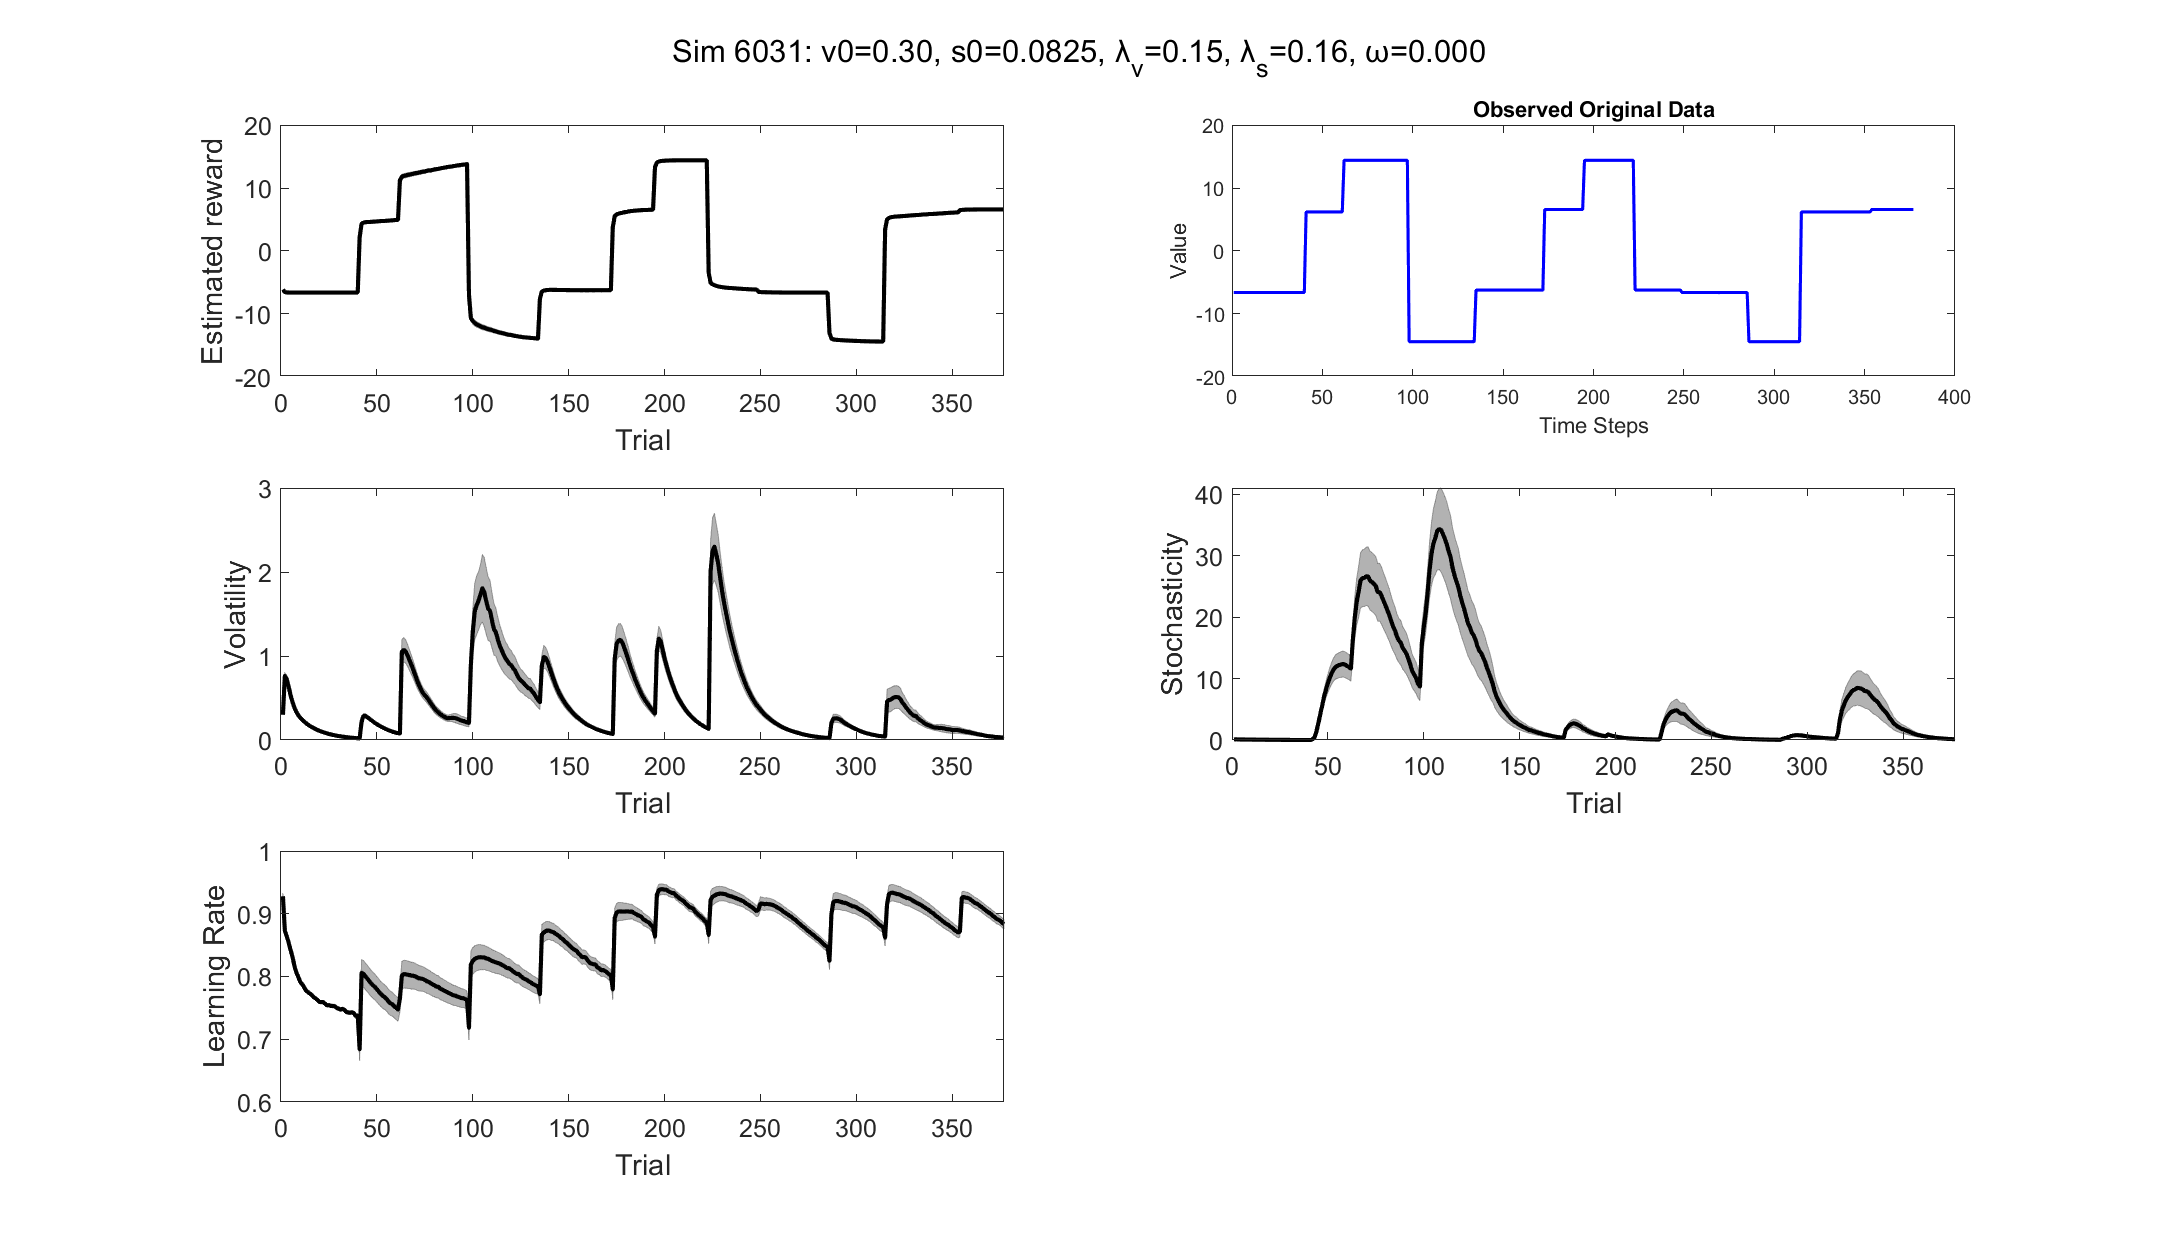 Sim 6031: v0=0.30, s0=0.0825, λ_v=0.15, λ_s=0.16, ω=0.000
Estimated reward
20
10
0
-10
-20
0 50 100 150 200 250 300 350
Trial
Observed Original Data
Value
20
10
0
-10
-20
0 50 100 150 200 250 300 350 400
Time Steps
Volatility
3
2
1
0
0 50 100 150 200 250 300 350
Trial
Stochasticity
40
30
20
10
0
0 50 100 150 200 250 300 350
Trial
Learning Rate
1
0.9
0.8
0.7
0.6
0 50 100 150 200 250 300 350
Trial